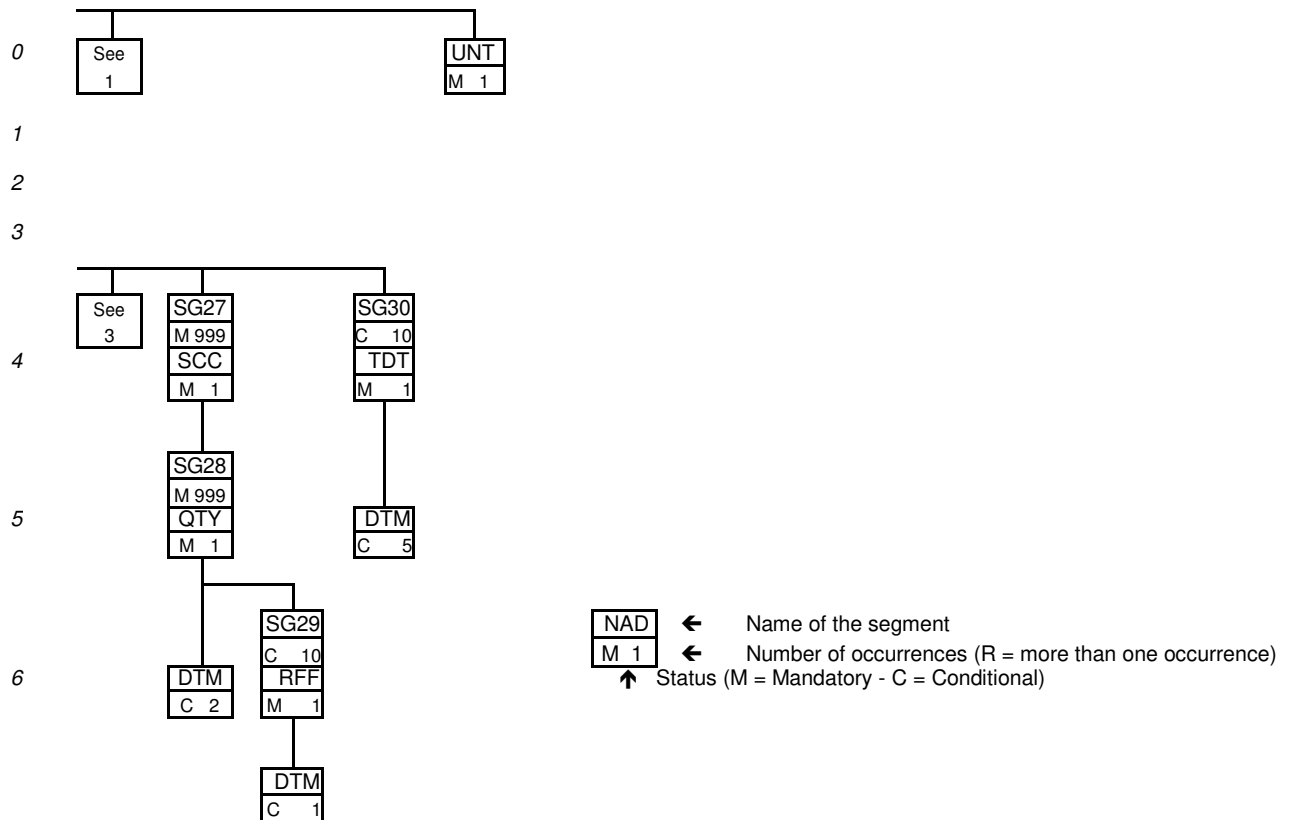 0
See
1
UNT
M 1
1
2
3
See
3
SG27
M 999
SCC
M 1
SG30
C 10
TDT
M 1
4
SG28
M 999
QTY
M 1
DTM
C 5
5
SG29
C 10
RFF
M 1
DTM
C 2
6
DTM
C 1
NAD ← Name of the segment
M 1 ← Number of occurrences (R = more than one occurrence)
↑ Status (M = Mandatory - C = Conditional)